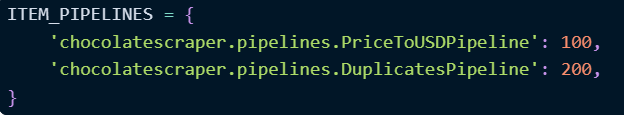 ITEM_PIPELINES = {
    'chocolatescraper.pipelines.PriceToUSDPipeline': 100,
    'chocolatescraper.pipelines.DuplicatesPipeline': 200,
}